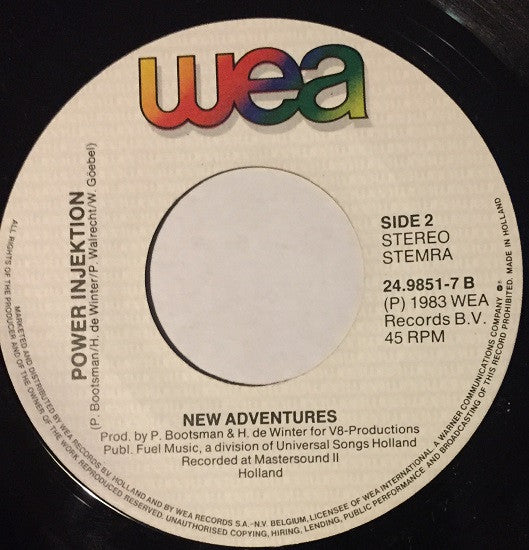 wea
POWER INJEKTION
(P. Bootsman/H. de Winter/P. Walrecht/W. Göebel)
SIDE 2
STEREO
STEMRA
24.9851-7 B
(P) 1983 WEA
Records B.V.
45 RPM
NEW ADVENTURES
Prod. by P. Bootsman & H. de Winter for V8-Productions
Publ. Fuel Music, a division of Universal Songs Holland
Recorded at Mastersound II
Holland
ALL RIGHTS OF THE PRODUCER AND OF THE OWNER OF THE WORK REPRODUCED RESERVED. UNAUTHORISED COPYING, HIRING, LENDING, PUBLIC PERFORMANCE AND BROADCASTING OF THIS RECORD PROHIBITED. MADE IN HOLLAND
MARKETED AND DISTRIBUTED BY WEA RECORDS B.V. HOLLAND AND BY WEA RECORDS S.A.-N.V. BELGIUM, LICENSEE OF WEA INTERNATIONAL. A WARNER COMMUNICATIONS COMPANY